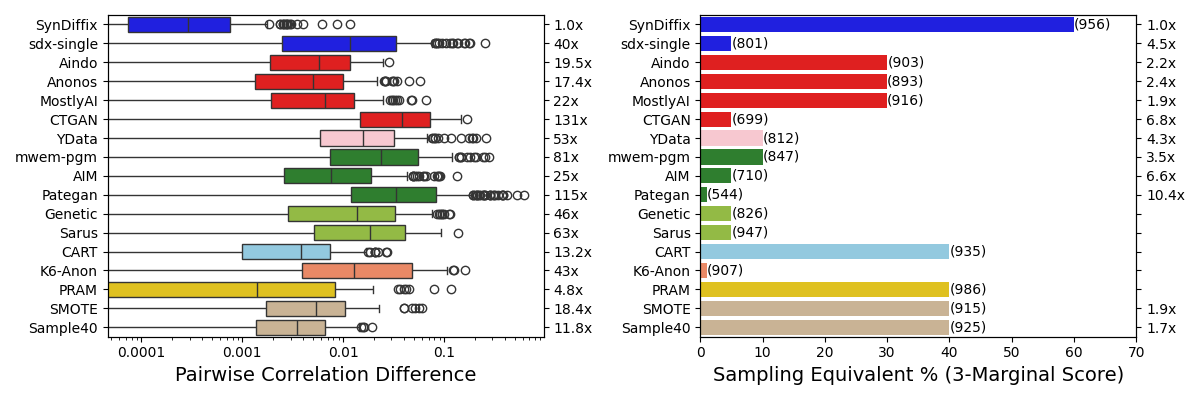 SynDiffix 1.0x
sdx-single 40x
Aindo 19.5x
Anonos 17.4x
MostlyAI 22x
CTGAN 131x
YData 53x
mwem-pgm 81x
AIM 25x
Pategan 115x
Genetic 46x
Sarus 63x
CART 13.2x
K6-Anon 43x
PRAM 4.8x
SMOTE 18.4x
Sample40 11.8x
0.0001 0.001 0.01 0.1
Pairwise Correlation Difference
SynDiffix (956) 1.0x
sdx-single (801) 4.5x
Aindo (903) 2.2x
Anonos (893) 2.4x
MostlyAI (916) 1.9x
CTGAN (699) 6.8x
YData (812) 4.3x
mwem-pgm (847) 3.5x
AIM (710) 6.6x
Pategan (544) 10.4x
Genetic (826)
Sarus (947)
CART (935)
K6-Anon (907)
PRAM (986)
SMOTE (915) 1.9x
Sample40 (925) 1.7x
0 10 20 30 40 50 60 70
Sampling Equivalent % (3-Marginal Score)